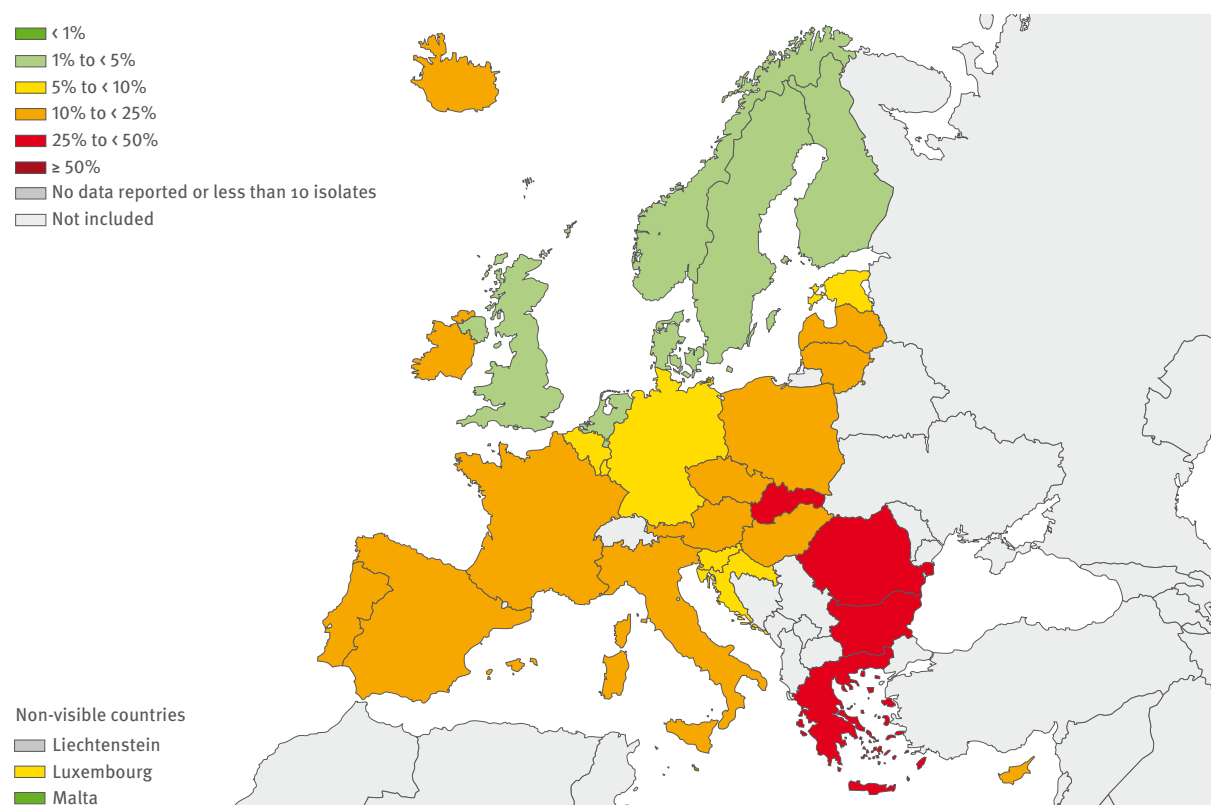 < 1%
1% to < 5%
5% to < 10%
10% to < 25%
25% to < 50%
≥ 50%
No data reported or less than 10 isolates
Not included
Non-visible countries
Liechtenstein
Luxembourg
Malta